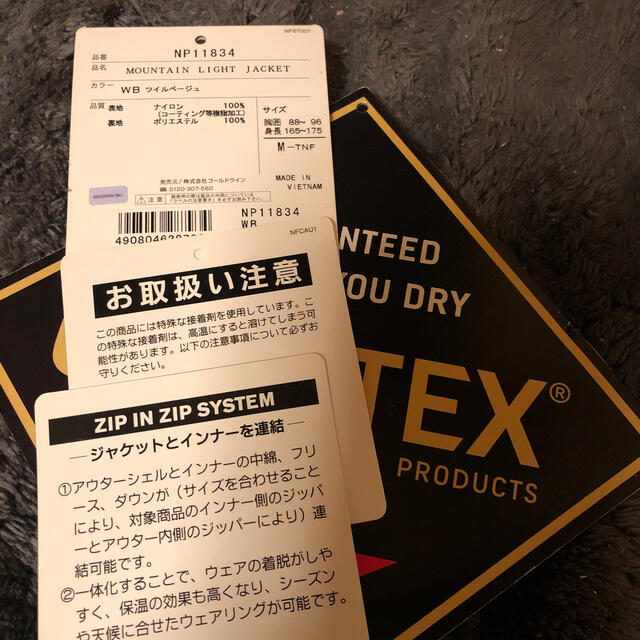 NFBT007
品番 NP11834
品名 MOUNTAIN LIGHT JACKET
カラー WB ツイルベージュ
品質 表地 ナイロン 100%
(コーティング等樹脂加工)
裏地 ポリエステル 100%
サイズ
胸囲 88~ 96
身長 165~175
M-TNF
発売元/株式会社ゴールドウイン
☎0120-307-560
MADE IN
VIETNAM
GOLDWIN INC.
注意
NP11834
WB
NFCAU1
お取扱い注意
この商品には特殊な接着剤を使用しています。こ
の特殊な接着剤は、高温にすると溶けてしまう可
能性があります。以下の注意事項について必ずお
守りください。
ZIP IN ZIP SYSTEM
―ジャケットとインナーを連結―
①アウターシェルとインナーの中綿、フリ
ース、ダウンが(サイズを合わせること
により、対象商品のインナー側のジッパ
ーとアウター内側のジッパーにより)連
結可能です。
②一体化することで、ウェアの着脱がしや
すく、保温の効果も高くなり、シーズン
や天候に合せたウェアリングが可能です。
NTEED
YOU DRY
TEX®
PRODUCTS